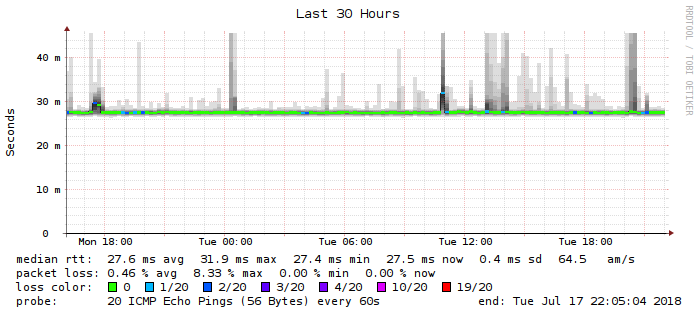 Last 30 Hours
RRDTOOL / TOBI OETIKER
Seconds
40 m
30 m
20 m
10 m
0
Mon 18:00 Tue 00:00 Tue 06:00 Tue 12:00 Tue 18:00
median rtt: 27.6 ms avg 31.9 ms max 27.4 ms min 27.5 ms now 0.4 ms sd 64.5 am/s
packet loss: 0.46 % avg 8.33 % max 0.00 % min 0.00 % now
loss color: 0 1/20 2/20 3/20 4/20 10/20 19/20
probe: 20 ICMP Echo Pings (56 Bytes) every 60s end: Tue Jul 17 22:05:04 2018